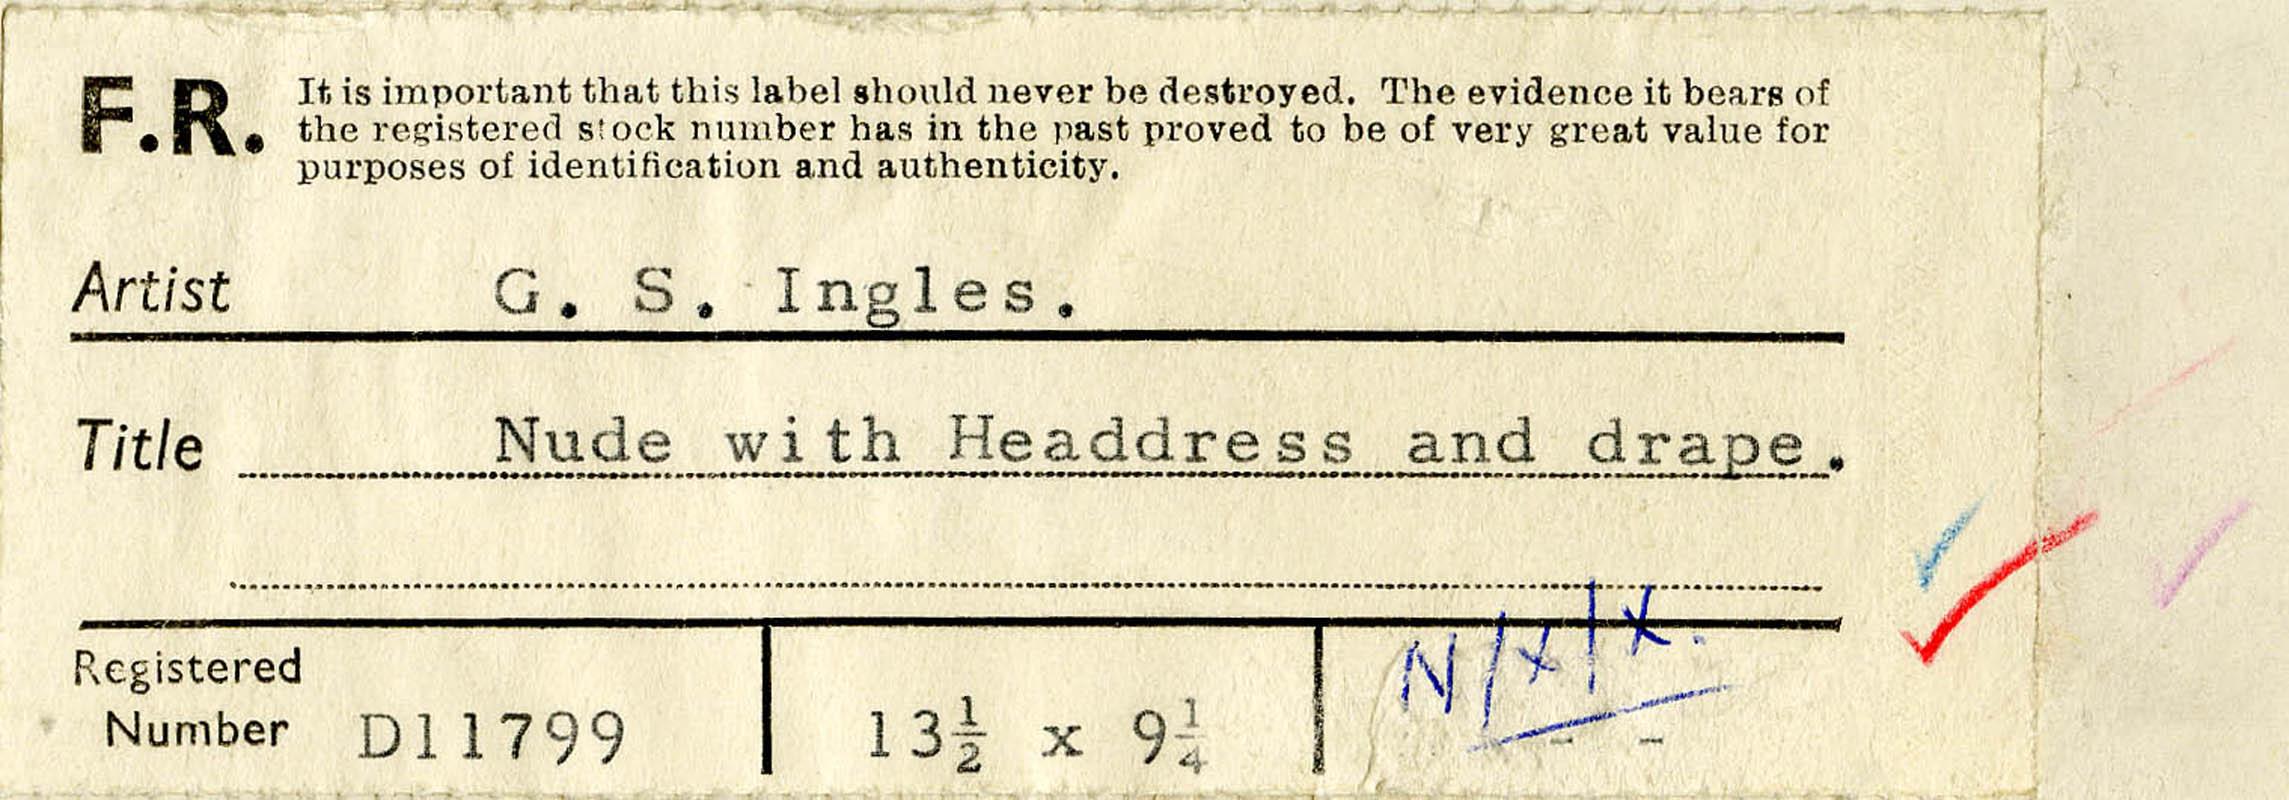 F.R. It is important that this label should never be destroyed. The evidence it bears of
the registered stock number has in the past proved to be of very great value for
purposes of identification and authenticity.
Artist G. S. Ingles.
Title Nude with Headdress and drape.
N/x/x.
Registered
Number D11799 13½ x 9¼ - -